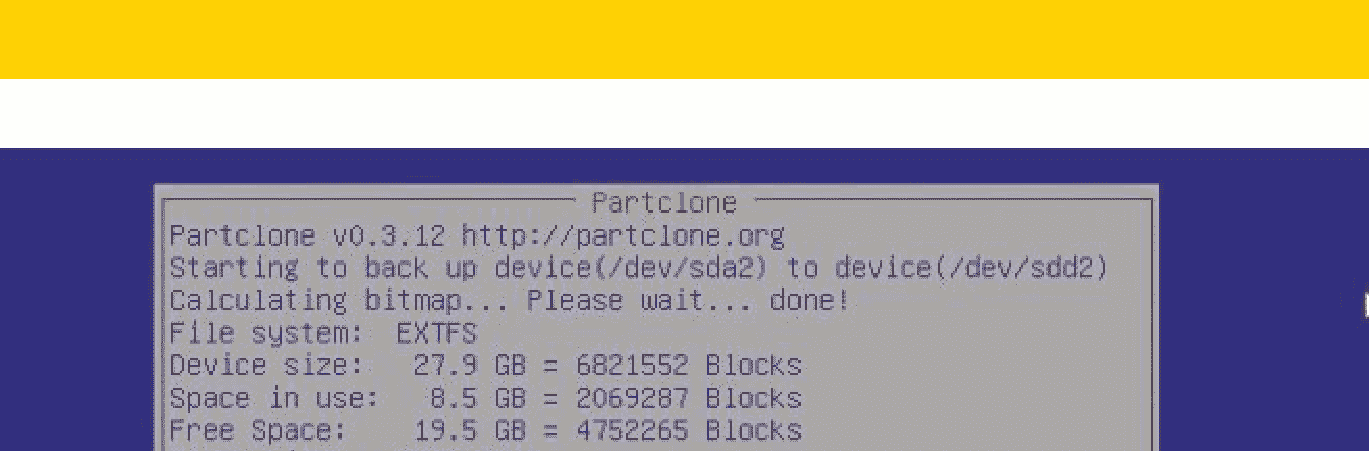 Partclone
Partclone v0.3.12 http://partclone.org
Starting to back up device(/dev/sda2) to device(/dev/sdd2)
Calculating bitmap... Please wait... done!
File system:  EXTFS
Device size:   27.9 GB = 6821552 Blocks
Space in use:   8.5 GB = 2069287 Blocks
Free Space:    19.5 GB = 4752265 Blocks